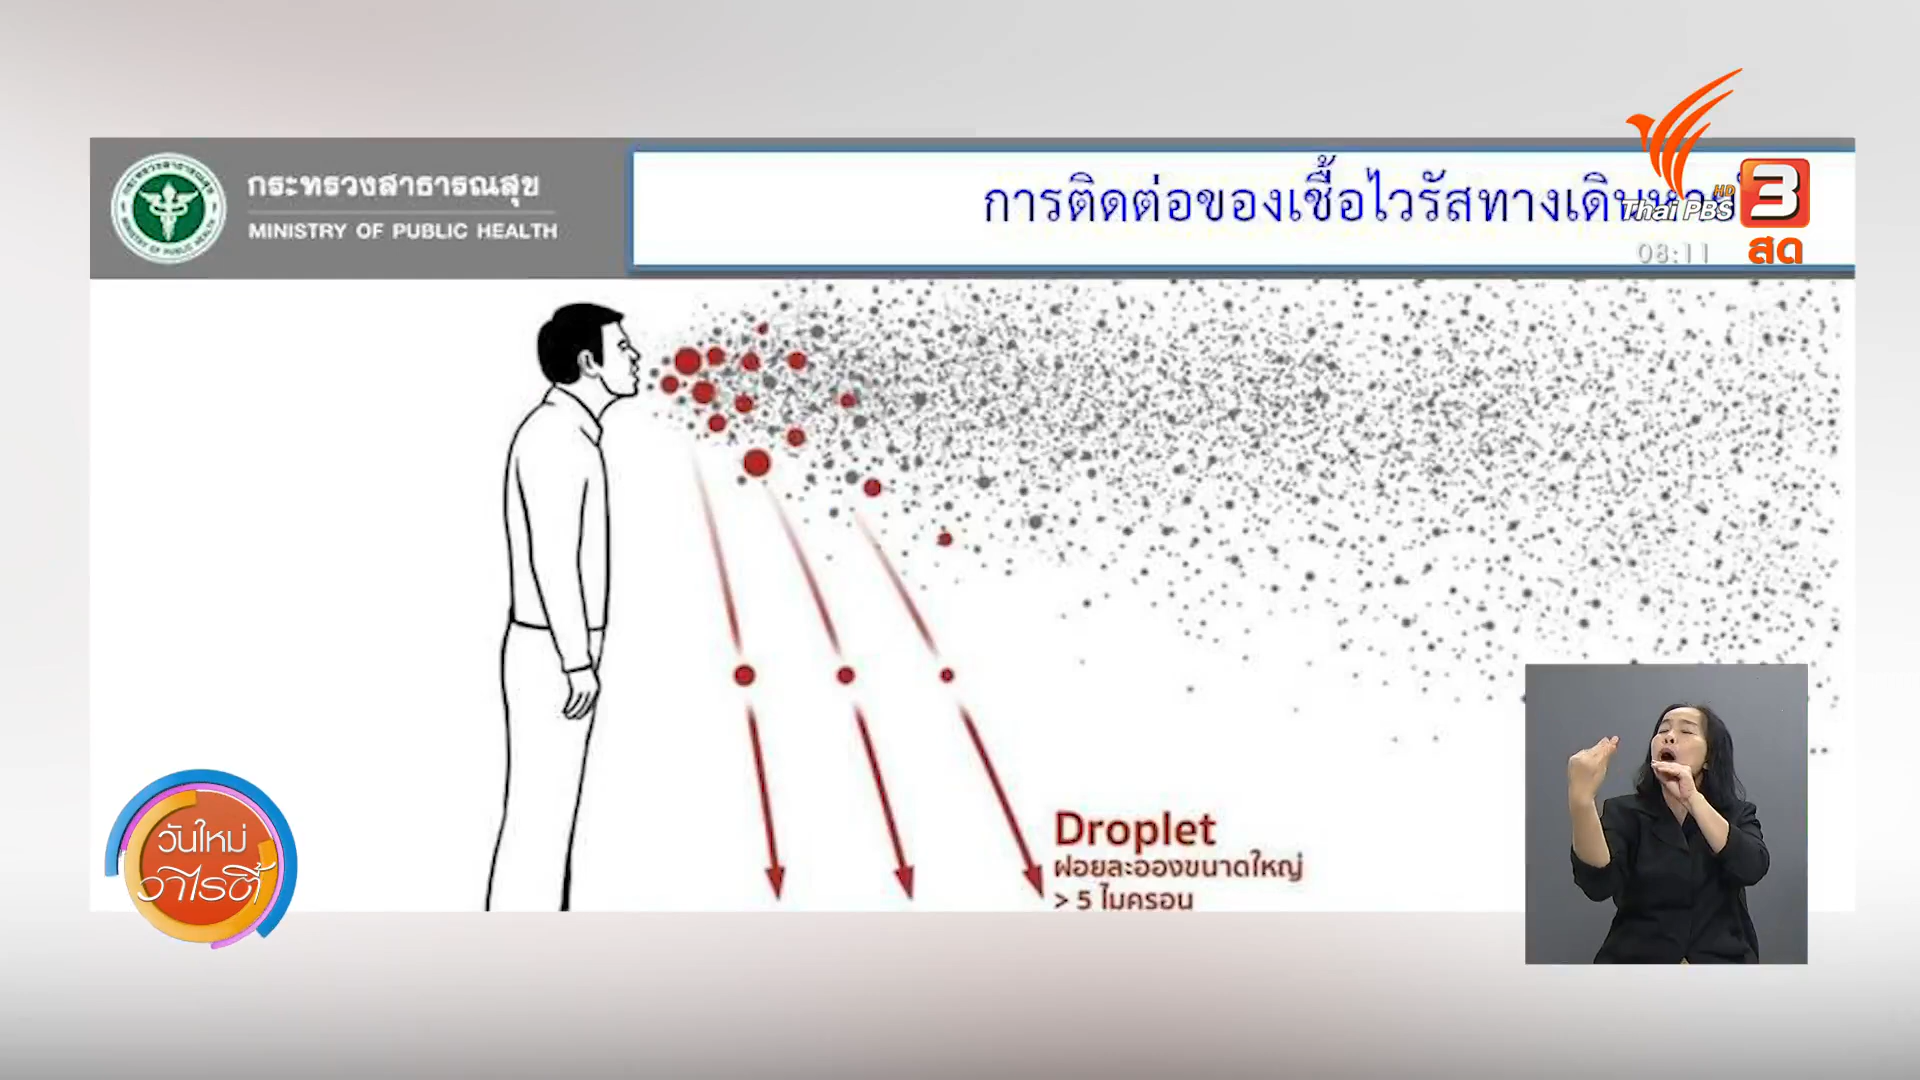 กระทรวงสาธารณสุข
MINISTRY OF PUBLIC HEALTH
การติดต่อของเชื้อไวรัสทางเดิน
HD
Thai PBS
3
08:11
สด
Droplet
ฝอยละอองขนาดใหญ่
> 5 ไมครอน
วันใหม่
วาไรตี้